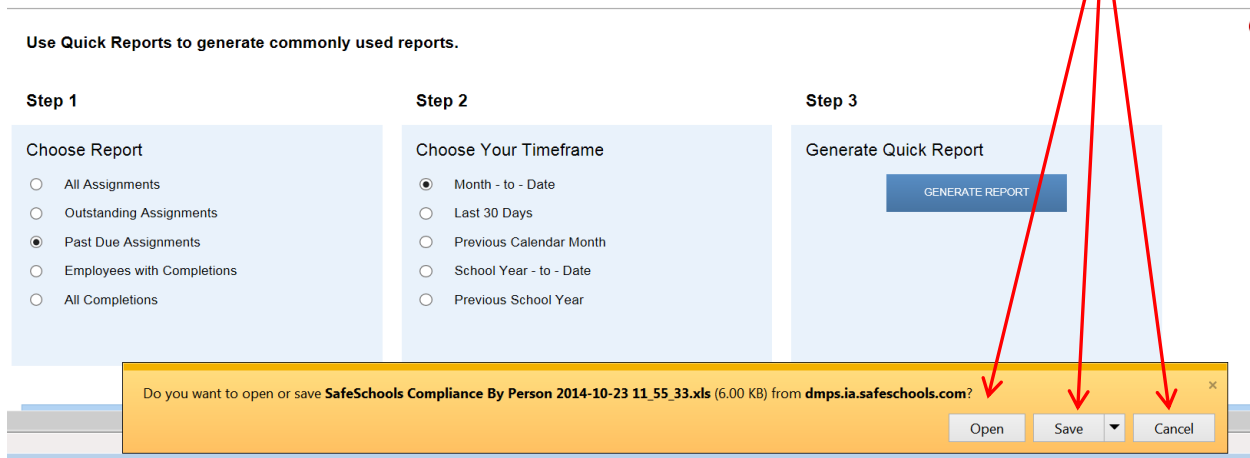 Use Quick Reports to generate commonly used reports.
Step 1
Choose Report
All Assignments
Outstanding Assignments
Past Due Assignments
Employees with Completions
All Completions
Step 2
Choose Your Timeframe
Month - to - Date
Last 30 Days
Previous Calendar Month
School Year - to - Date
Previous School Year
Step 3
Generate Quick Report
GENERATE REPORT
Do you want to open or save SafeSchools Compliance By Person 2014-10-23 11_55_33.xls (6.00 KB) from dmps.ia.safeschools.com?
Open
Save
Cancel